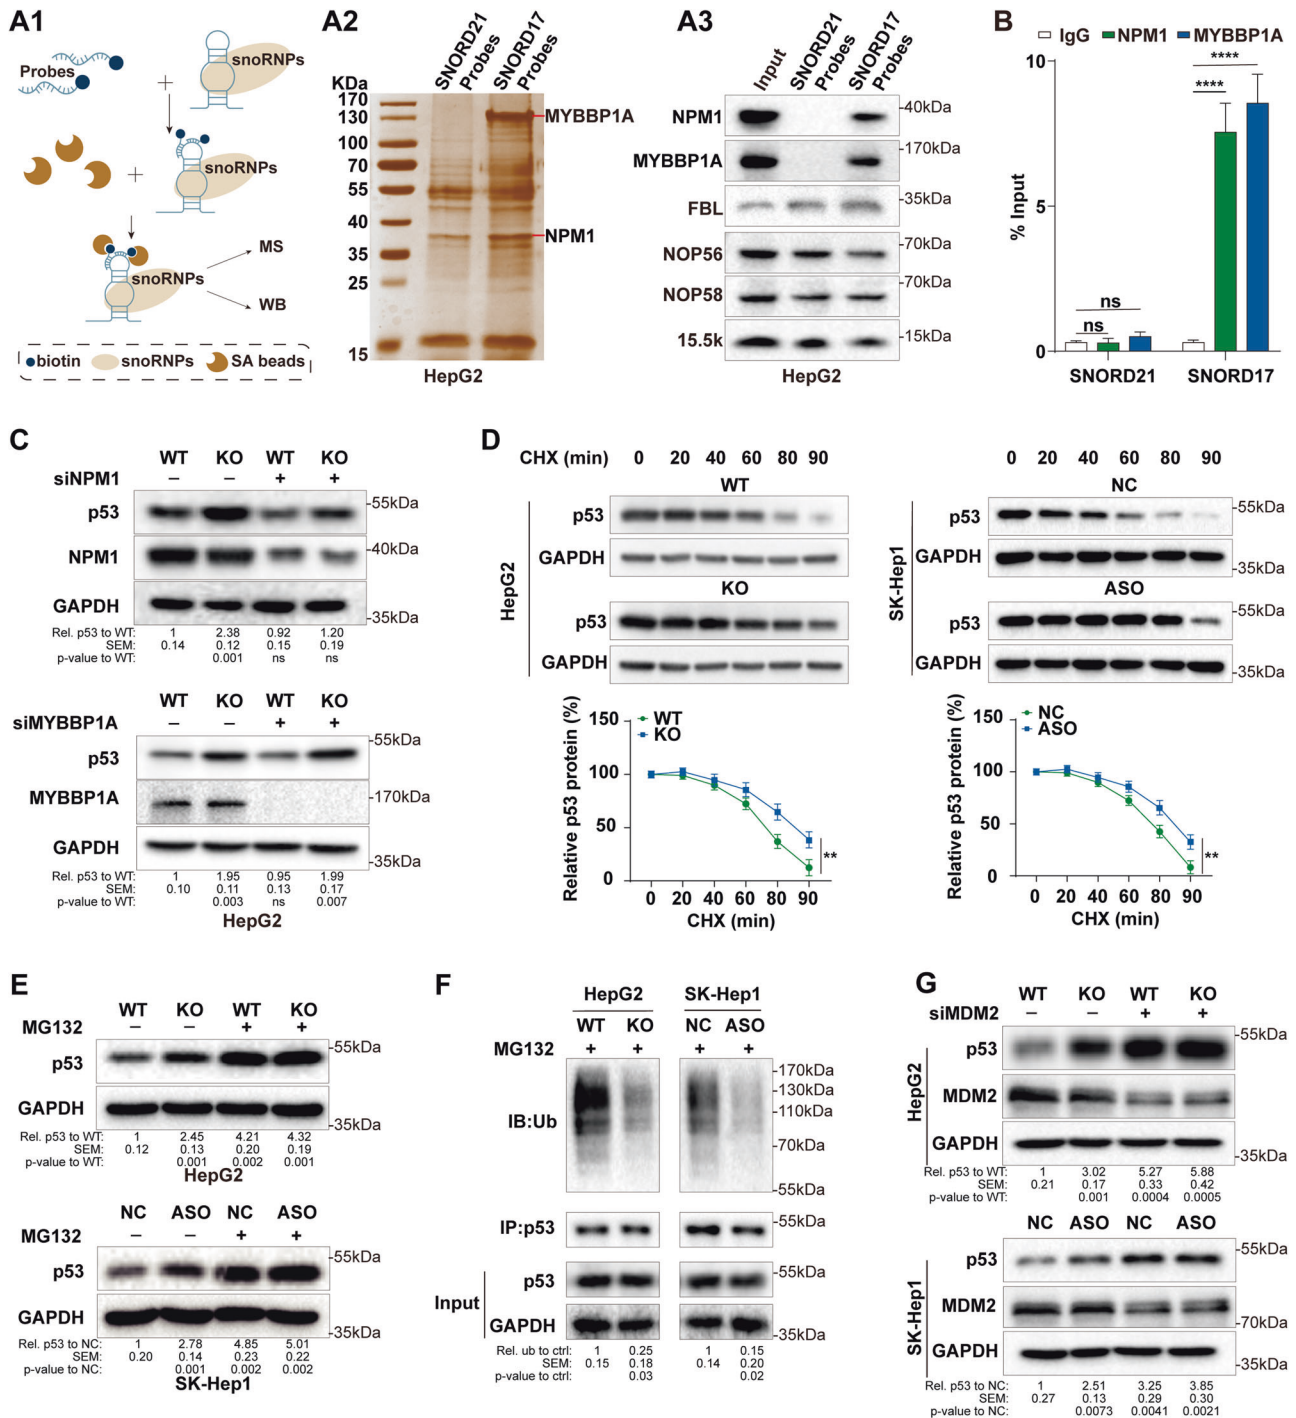 A1
Probes
snoRNPs
snoRNPs
snoRNPs
MS
WB
biotin snoRNPs SA beads
A2
SNORD21 Probes
SNORD17 Probes
KDa
170
130
100
70
55
40
35
25
15
MYBBP1A
NPM1
HepG2
A3
Input
SNORD21 Probes
SNORD17 Probes
NPM1 40kDa
MYBBP1A 170kDa
FBL 35kDa
NOP56 70kDa
NOP58 70kDa
15.5k 15kDa
HepG2
B
IgG NPM1 MYBBP1A
% Input
10
5
0
ns
ns
****
****
SNORD21 SNORD17
C
WT KO WT KO
siNPM1 – – + +
p53 55kDa
NPM1 40kDa
GAPDH 35kDa
Rel. p53 to WT: 1 2.38 0.92 1.20
SEM: 0.14 0.12 0.15 0.19
p-value to WT: 0.001 ns ns
WT KO WT KO
siMYBBP1A – – + +
p53 55kDa
MYBBP1A 170kDa
GAPDH 35kDa
Rel. p53 to WT: 1 1.95 0.95 1.99
SEM: 0.10 0.11 0.13 0.17
p-value to WT: 0.003 ns 0.007
HepG2
D
CHX (min) 0 20 40 60 80 90
WT
p53
GAPDH
KO
p53
GAPDH
HepG2
0 20 40 60 80 90
NC
p53 55kDa
GAPDH 35kDa
ASO
p53 55kDa
GAPDH 35kDa
SK-Hep1
Relative p53 protein (%)
150
100
50
0
WT
KO
**
0 20 40 60 80 90
CHX (min)
Relative p53 protein (%)
150
100
50
0
NC
ASO
**
0 20 40 60 80 90
CHX (min)
E
WT KO WT KO
MG132 – – + +
p53 55kDa
GAPDH 35kDa
Rel. p53 to WT: 1 2.45 4.21 4.32
SEM: 0.12 0.13 0.20 0.19
p-value to WT: 0.001 0.002 0.001
HepG2
NC ASO NC ASO
MG132 – – + +
p53 55kDa
GAPDH 35kDa
Rel. p53 to NC: 1 2.78 4.85 5.01
SEM: 0.20 0.14 0.23 0.22
p-value to NC: 0.001 0.002 0.002
SK-Hep1
F
HepG2 SK-Hep1
WT KO NC ASO
MG132 + + + +
IB:Ub
170kDa
130kDa
110kDa
70kDa
55kDa
IP:p53
Input
p53 55kDa
GAPDH 35kDa
Rel. ub to ctrl: 1 0.25 1 0.15
SEM: 0.15 0.18 0.14 0.20
p-value to ctrl: 0.03 0.02
G
WT KO WT KO
siMDM2 – – + +
HepG2
p53 55kDa
MDM2
GAPDH 35kDa
Rel. p53 to WT: 1 3.02 5.27 5.88
SEM: 0.21 0.17 0.33 0.42
p-value to WT: 0.001 0.0004 0.0005
NC ASO NC ASO
SK-Hep1
p53 55kDa
MDM2 70kDa
GAPDH 35kDa
Rel. p53 to NC: 1 2.51 3.25 3.85
SEM: 0.27 0.13 0.29 0.30
p-value to NC: 0.0073 0.0041 0.0021